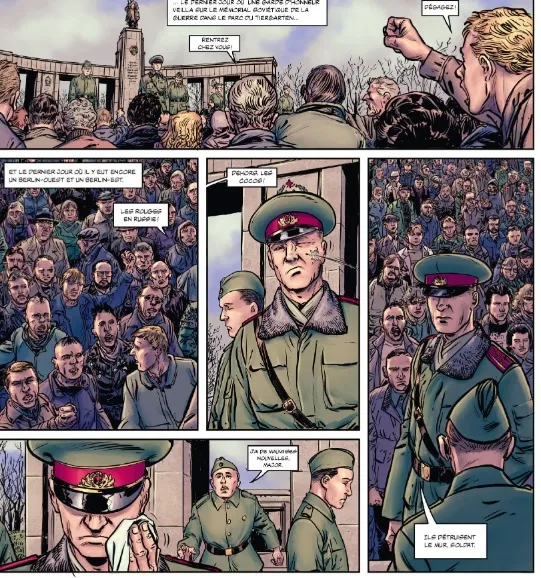 ... LE DERNIER JOUR OÙ UNE GARDE D'HONNEUR
VEILLA SUR LE MÉMORIAL SOVIÉTIQUE DE LA
GUERRE DANS LE PARC DU TIERGARTEN...
DÉGAGEZ !
RENTREZ
CHEZ VOUS !
ET LE DERNIER JOUR OÙ IL Y EUT ENCORE
UN BERLIN-OUEST ET UN BERLIN-EST.
LES ROUGES
EN RUSSIE !
DEHORS, LES
COCOS !
J'AI DE MAUVAISES
NOUVELLES,
MAJOR.
ILS DÉTRUISENT
LE MUR, SOLDAT.